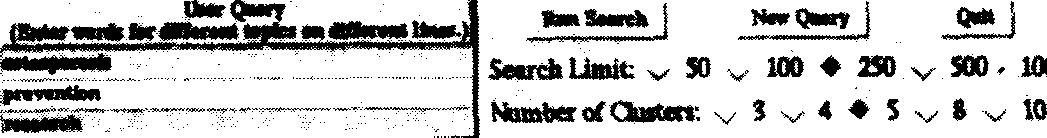 User Query
(Enter words for different topics on different lines.)
osteoporosis
prevention
research
Run Search New Query Quit
Search Limit: 50 100 250 500 100
Number of Clusters: 3 4 5 8 10